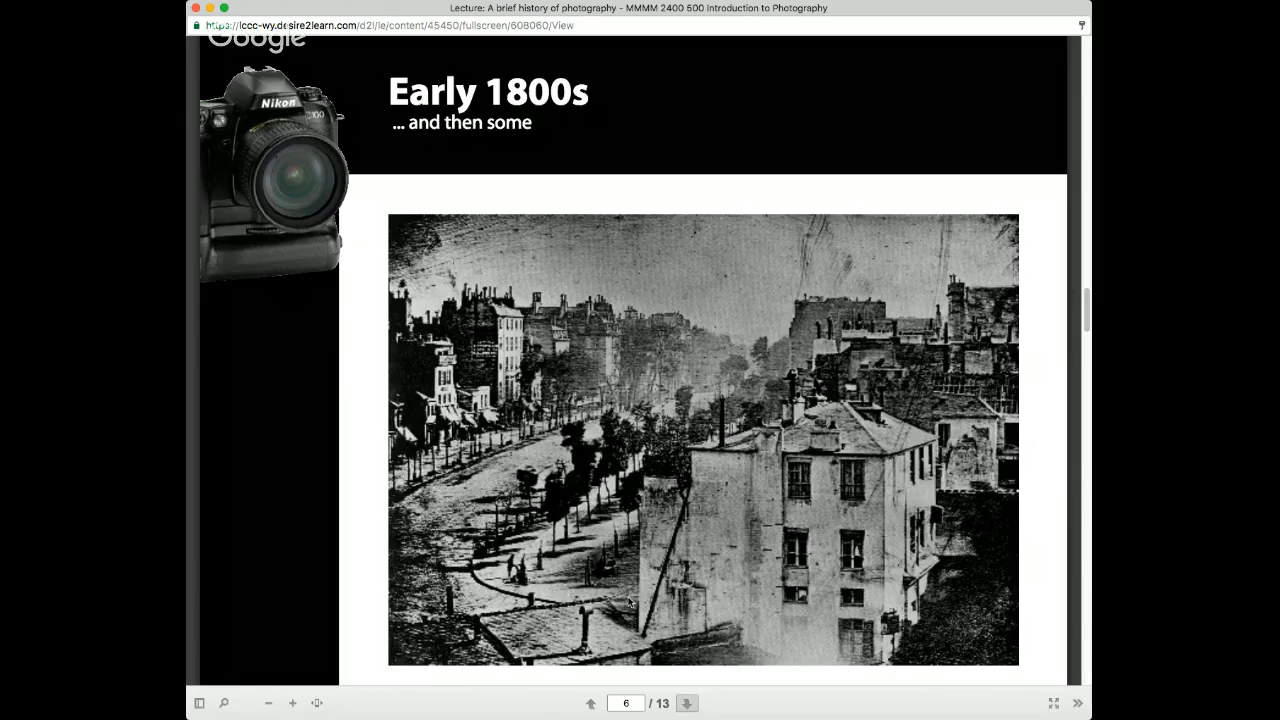 Lecture: A brief history of photography - MMMM 2400 500 Introduction to Photography
https://lccc-wy.desire2learn.com/d2l/le/content/45450/fullscreen/608060/View
Google
Nikon
D100
Early 1800s
... and then some
6 / 13